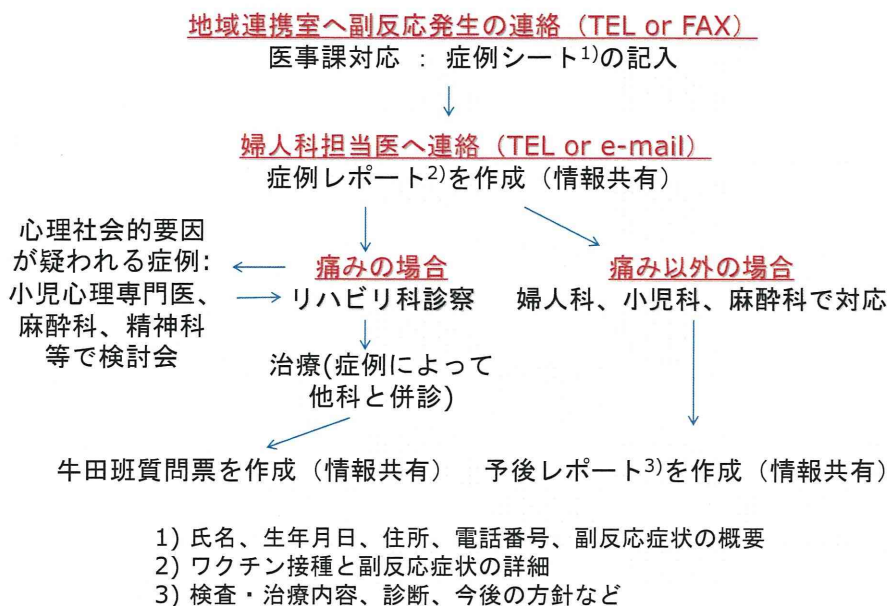 地域連携室へ副反応発生の連絡（TEL or FAX）
医事課対応 ： 症例シート1)の記入
婦人科担当医へ連絡（TEL or e-mail）
症例レポート2)を作成（情報共有）
心理社会的要因
が疑われる症例:
小児心理専門医、
麻酔科、精神科
等で検討会
痛みの場合
リハビリ科診察
治療(症例によって
他科と併診)
痛み以外の場合
婦人科、小児科、麻酔科で対応
牛田班質問票を作成（情報共有）
予後レポート3)を作成（情報共有）
1) 氏名、生年月日、住所、電話番号、副反応症状の概要
2) ワクチン接種と副反応症状の詳細
3) 検査・治療内容、診断、今後の方針など